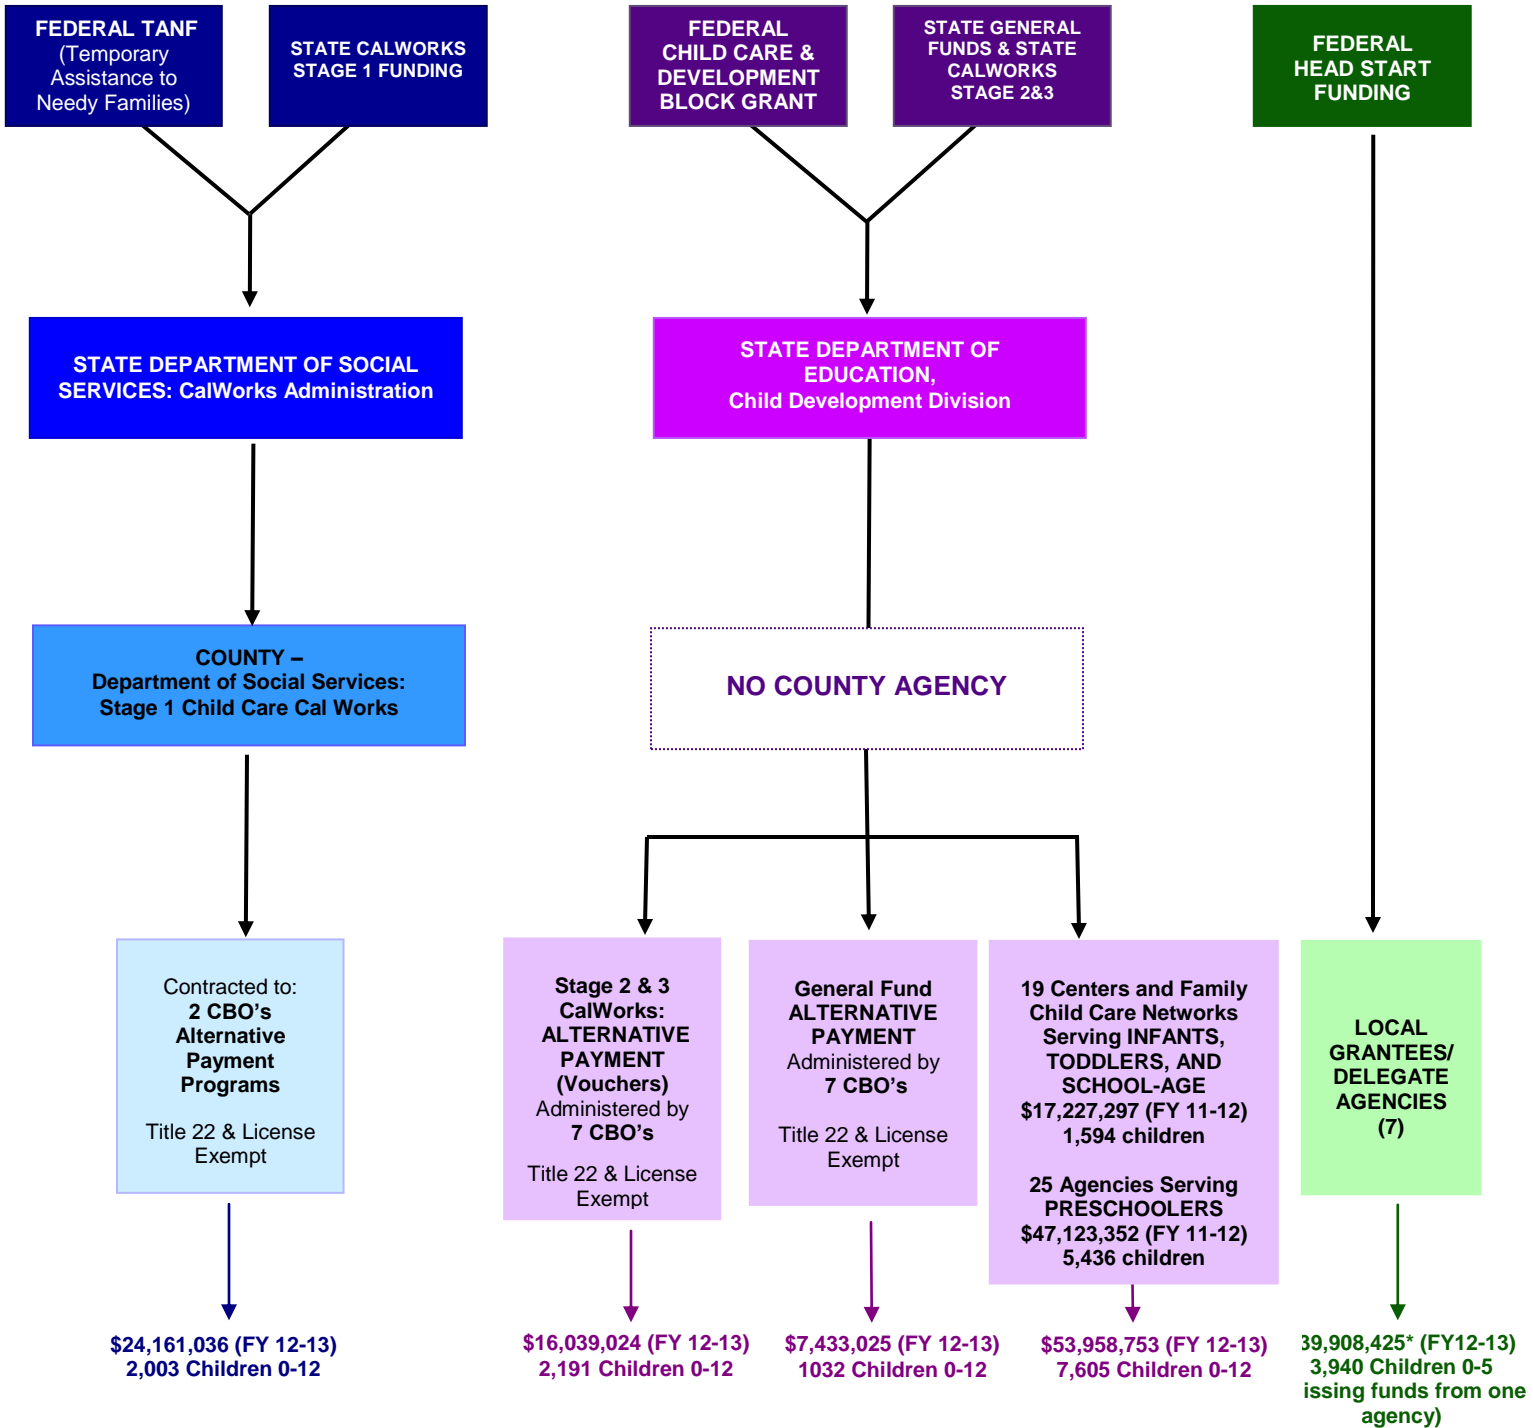 FEDERAL TANF
(Temporary
Assistance to
Needy Families)
STATE CALWORKS
STAGE 1 FUNDING
FEDERAL
CHILD CARE &
DEVELOPMENT
BLOCK GRANT
STATE GENERAL
FUNDS & STATE
CALWORKS
STAGE 2&3
FEDERAL
HEAD START
FUNDING
STATE DEPARTMENT OF SOCIAL
SERVICES: CalWorks Administration
STATE DEPARTMENT OF
EDUCATION,
Child Development Division
COUNTY –
Department of Social Services:
Stage 1 Child Care Cal Works
NO COUNTY AGENCY
Contracted to:
2 CBO's
Alternative
Payment
Programs
Title 22 & License
Exempt
Stage 2 & 3
CalWorks:
ALTERNATIVE
PAYMENT
(Vouchers)
Administered by
7 CBO's
Title 22 & License
Exempt
General Fund
ALTERNATIVE
PAYMENT
Administered by
7 CBO's
Title 22 & License
Exempt
19 Centers and Family
Child Care Networks
Serving INFANTS,
TODDLERS, AND
SCHOOL-AGE
$17,227,297 (FY 11-12)
1,594 children
25 Agencies Serving
PRESCHOOLERS
$47,123,352 (FY 11-12)
5,436 children
LOCAL
GRANTEES/
DELEGATE
AGENCIES
(7)
$24,161,036 (FY 12-13)
2,003 Children 0-12
$16,039,024 (FY 12-13)
2,191 Children 0-12
$7,433,025 (FY 12-13)
1032 Children 0-12
$53,958,753 (FY 12-13)
7,605 Children 0-12
39,908,425* (FY12-13)
3,940 Children 0-5
issing funds from one
agency)